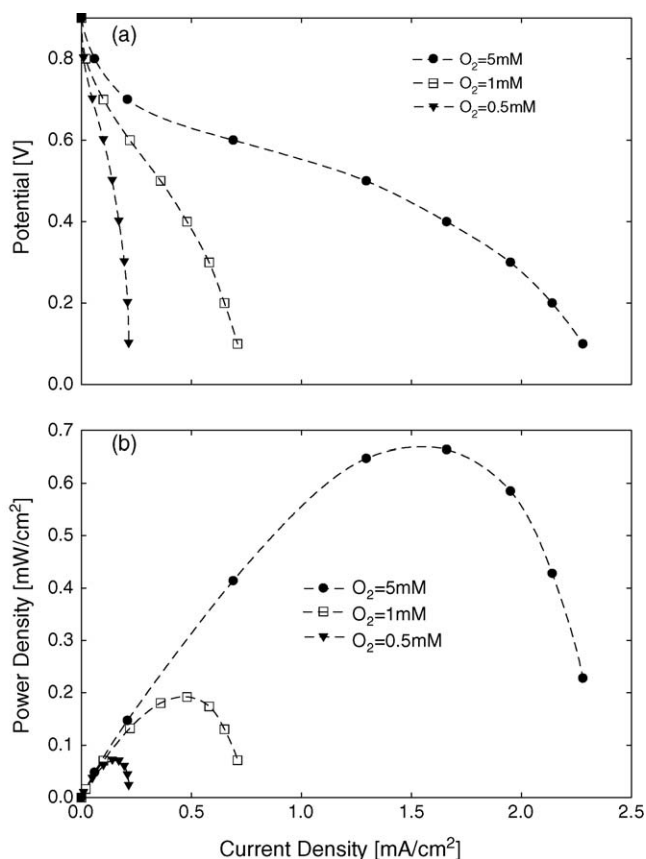 (a)
O₂=5mM
O₂=1mM
O₂=0.5mM
Potential [V]
0.8
0.6
0.4
0.2
0.0
(b)
O₂=5mM
O₂=1mM
O₂=0.5mM
Power Density [mW/cm²]
0.7
0.6
0.5
0.4
0.3
0.2
0.1
0.0
0.0 0.5 1.0 1.5 2.0 2.5
Current Density [mA/cm²]